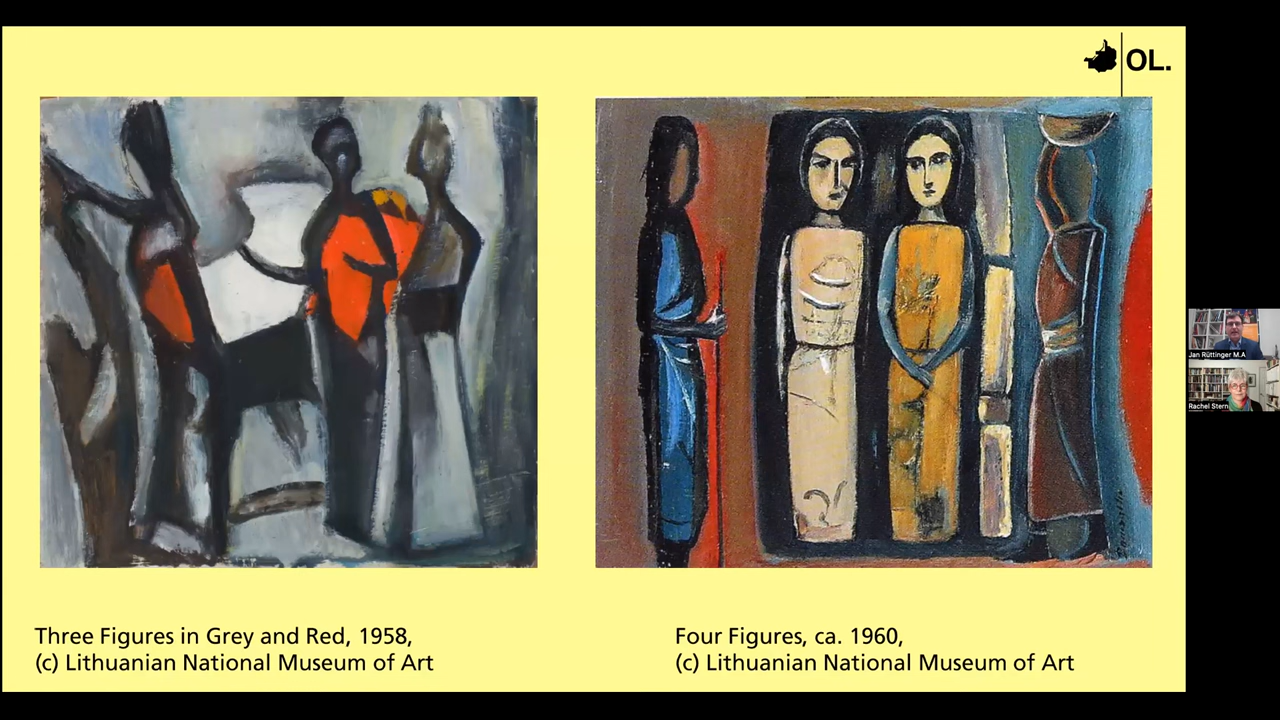 OL.
Three Figures in Grey and Red, 1958,
(c) Lithuanian National Museum of Art
Four Figures, ca. 1960,
(c) Lithuanian National Museum of Art
Jan Rüttinger M.A
Rachel Stern